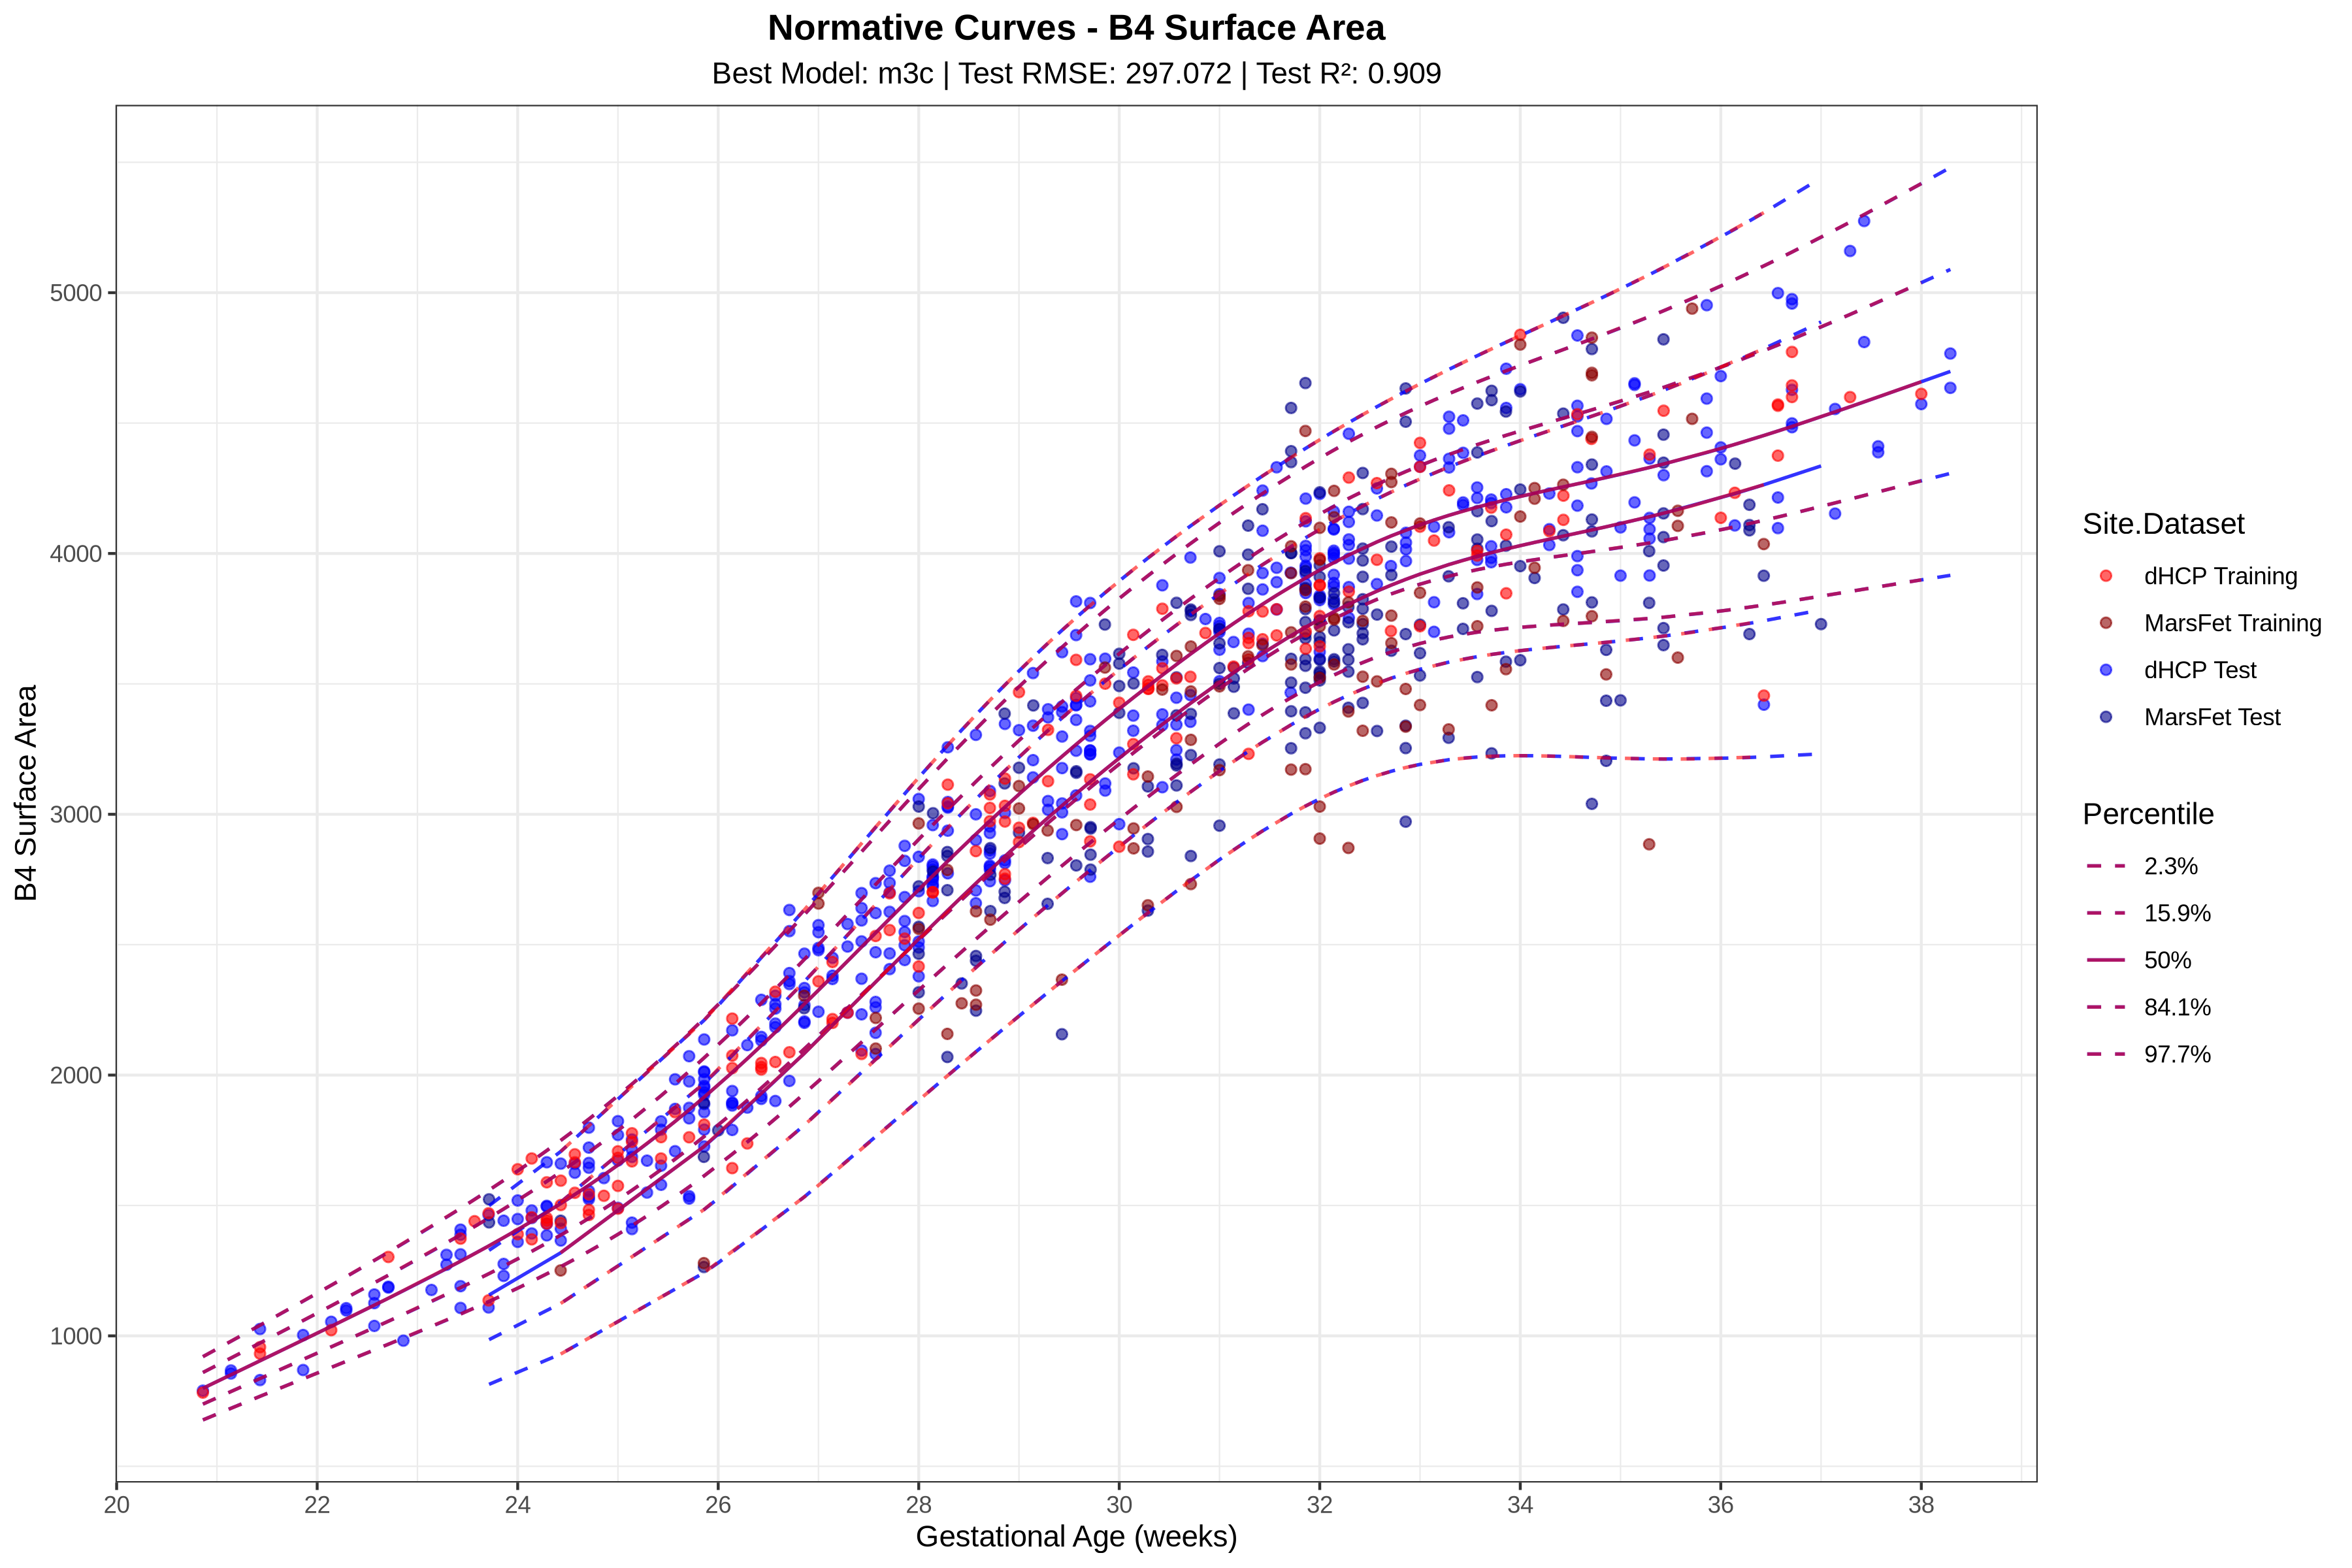 Normative Curves - B4 Surface Area
Best Model: m3c | Test RMSE: 297.072 | Test R²: 0.909
B4 Surface Area
5000
4000
3000
2000
1000
20 22 24 26 28 30 32 34 36 38
Gestational Age (weeks)
Site.Dataset
dHCP Training
MarsFet Training
dHCP Test
MarsFet Test
Percentile
2.3%
15.9%
50%
84.1%
97.7%